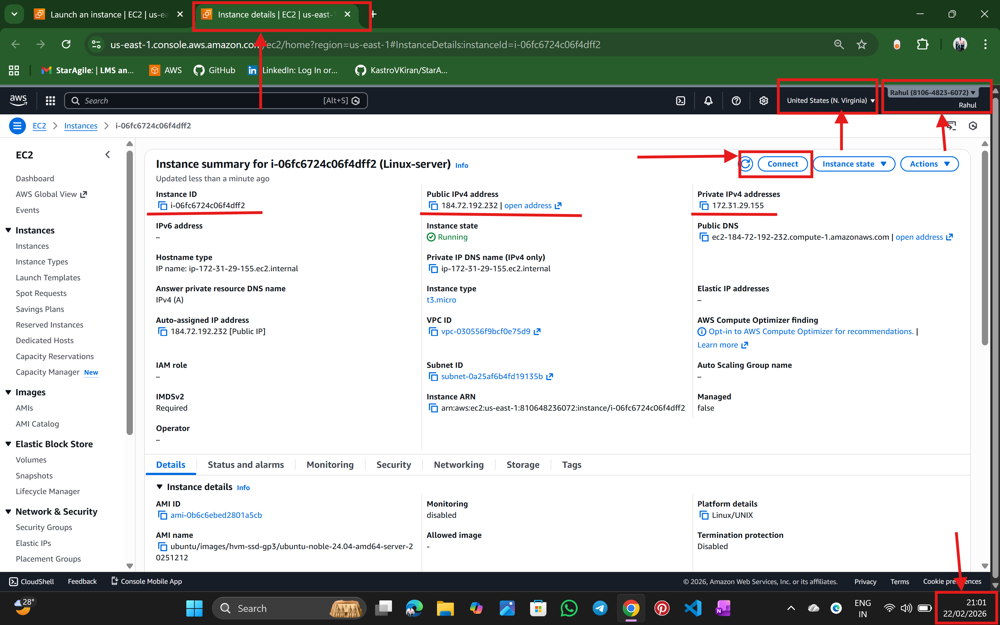 Launch an instance | EC2 | us-ea
Instance details | EC2 | us-east-1
us-east-1.console.aws.amazon.com/ec2/home?region=us-east-1#InstanceDetails:instanceId=i-06fc6724c06f4dff2
StarAgile: | LMS an...
AWS
GitHub
LinkedIn: Log In or...
KastroVKiran/StarA...
aws
Search
[Alt+S]
United States (N. Virginia)
Rahul (8106-4823-6072)
Rahul
EC2
Instances
i-06fc6724c06f4dff2
EC2
Dashboard
AWS Global View
Events
Instances
Instances
Instance Types
Launch Templates
Spot Requests
Savings Plans
Reserved Instances
Dedicated Hosts
Capacity Reservations
Capacity Manager New
Images
AMIs
AMI Catalog
Elastic Block Store
Volumes
Snapshots
Lifecycle Manager
Network & Security
Security Groups
Elastic IPs
Placement Groups
Instance summary for i-06fc6724c06f4dff2 (Linux-server) Info
Updated less than a minute ago
Connect
Instance state
Actions
Instance ID
i-06fc6724c06f4dff2
Public IPv4 address
184.72.192.232 | open address
Private IPv4 addresses
172.31.29.155
IPv6 address
–
Instance state
Running
Public DNS
ec2-184-72-192-232.compute-1.amazonaws.com | open address
Hostname type
IP name: ip-172-31-29-155.ec2.internal
Private IP DNS name (IPv4 only)
ip-172-31-29-155.ec2.internal
Answer private resource DNS name
IPv4 (A)
Instance type
t3.micro
Elastic IP addresses
–
Auto-assigned IP address
184.72.192.232 [Public IP]
VPC ID
vpc-030556f9bcf0e75d9
AWS Compute Optimizer finding
Opt-in to AWS Compute Optimizer for recommendations. |
Learn more
IAM role
–
Subnet ID
subnet-0a25af6b4fd19135b
Auto Scaling Group name
–
IMDSv2
Required
Instance ARN
arn:aws:ec2:us-east-1:810648236072:instance/i-06fc6724c06f4dff2
Managed
false
Operator
–
Details
Status and alarms
Monitoring
Security
Networking
Storage
Tags
Instance details Info
AMI ID
ami-0b6c6ebed2801a5cb
Monitoring
disabled
Platform details
Linux/UNIX
AMI name
ubuntu/images/hvm-ssd-gp3/ubuntu-noble-24.04-amd64-server-2
0251212
Allowed image
-
Termination protection
Disabled
CloudShell
Feedback
Console Mobile App
© 2026, Amazon Web Services, Inc. or its affiliates.
Privacy
Terms
Cookie preferences
28°
Search
ENG
IN
21:01
22/02/2026